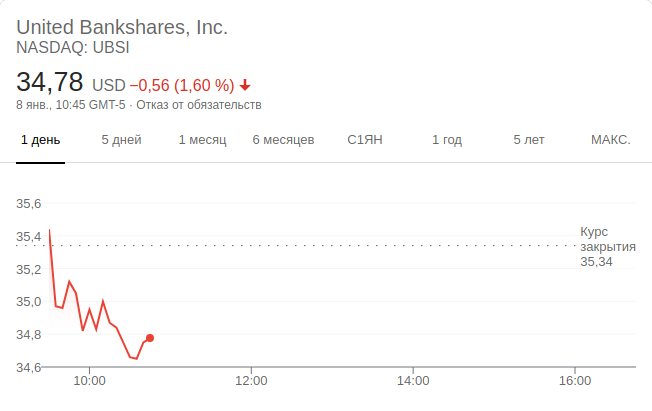 United Bankshares, Inc.
NASDAQ: UBSI
34,78 USD −0,56 (1,60 %)
8 янв., 10:45 GMT-5 · Отказ от обязательств
1 день 5 дней 1 месяц 6 месяцев С1ЯН 1 год 5 лет МАКС.
35,6
35,4
35,2
35,0
34,8
34,6
Курс
закрытия
35,34
10:00 12:00 14:00 16:00